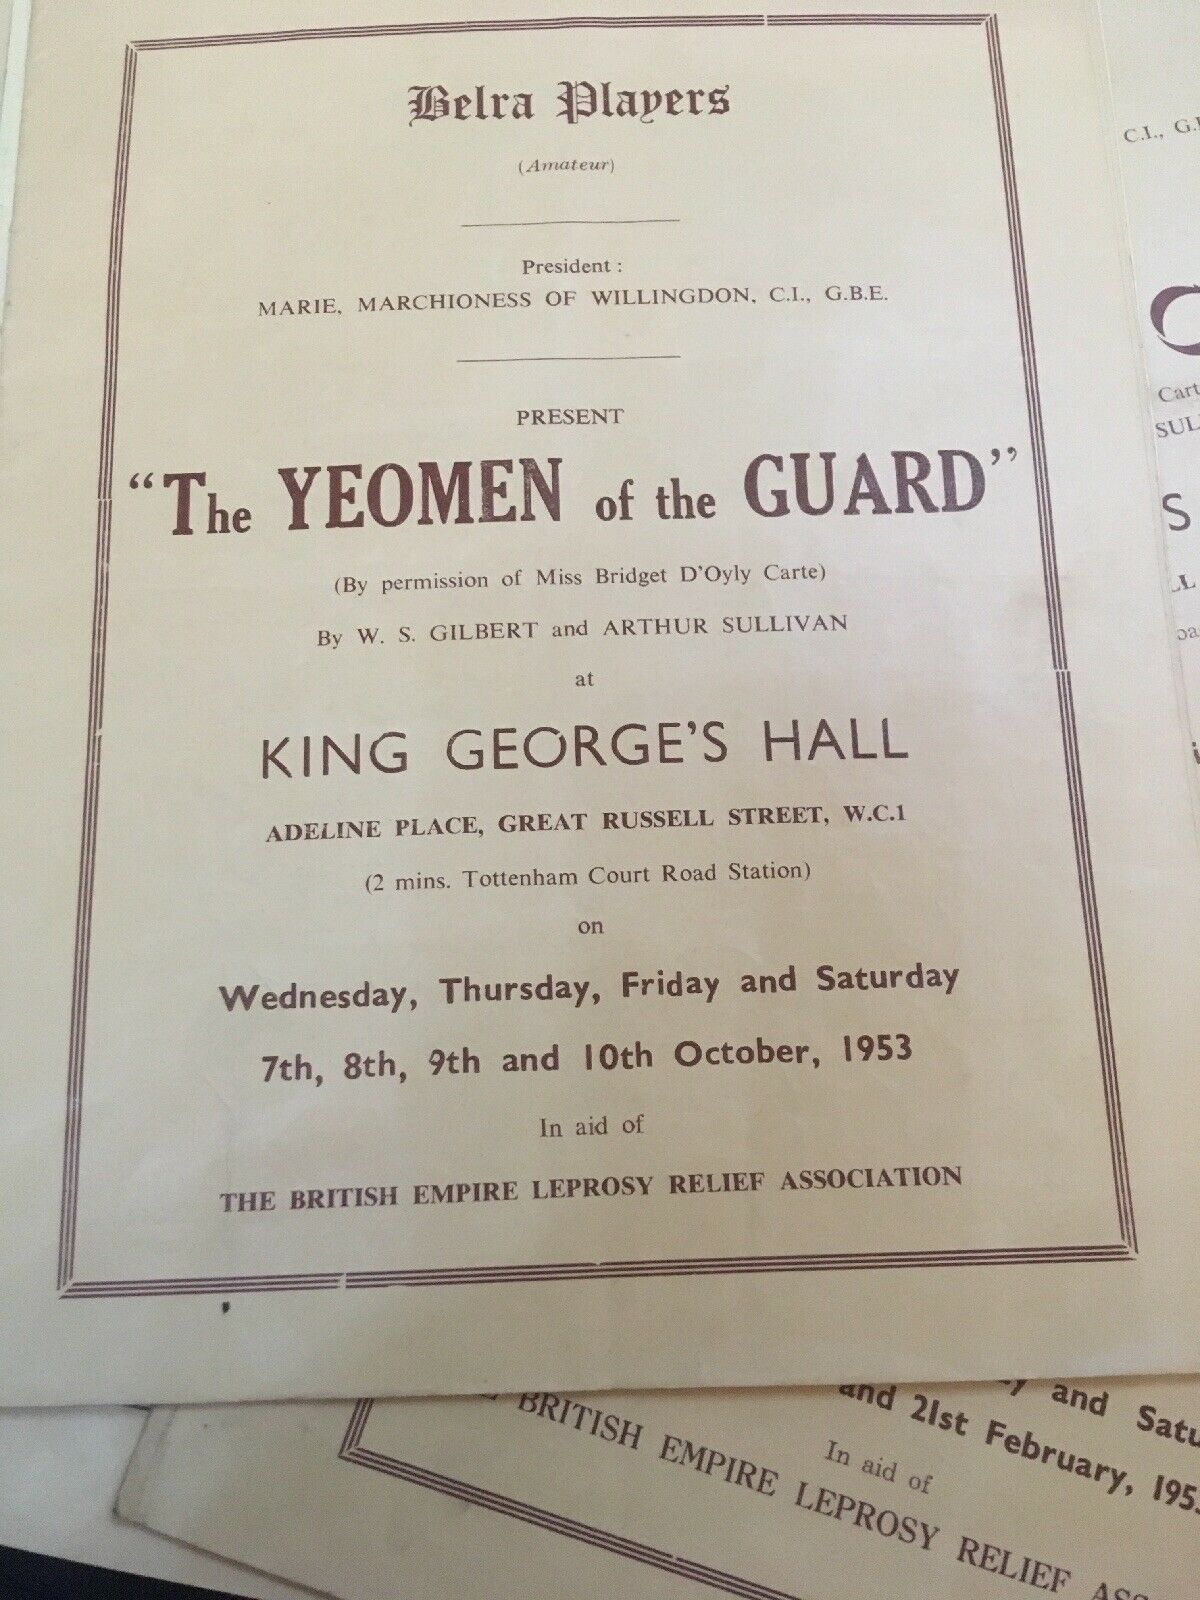 Belra Players
(Amateur)
President :
MARIE, MARCHIONESS OF WILLINGDON, C.I., G.B.E.
PRESENT
“The YEOMEN of the GUARD”
(By permission of Miss Bridget D'Oyly Carte)
By W. S. GILBERT and ARTHUR SULLIVAN
at
KING GEORGE'S HALL
ADELINE PLACE, GREAT RUSSELL STREET, W.C.1
(2 mins. Tottenham Court Road Station)
on
Wednesday, Thursday, Friday and Saturday
7th, 8th, 9th and 10th October, 1953
In aid of
THE BRITISH EMPIRE LEPROSY RELIEF ASSOCIATION
C.I.,
Cart
SUL
S
and Satu
and 21st February, 195
In aid of
BRITISH EMPIRE LEPROSY RELIEF ASS